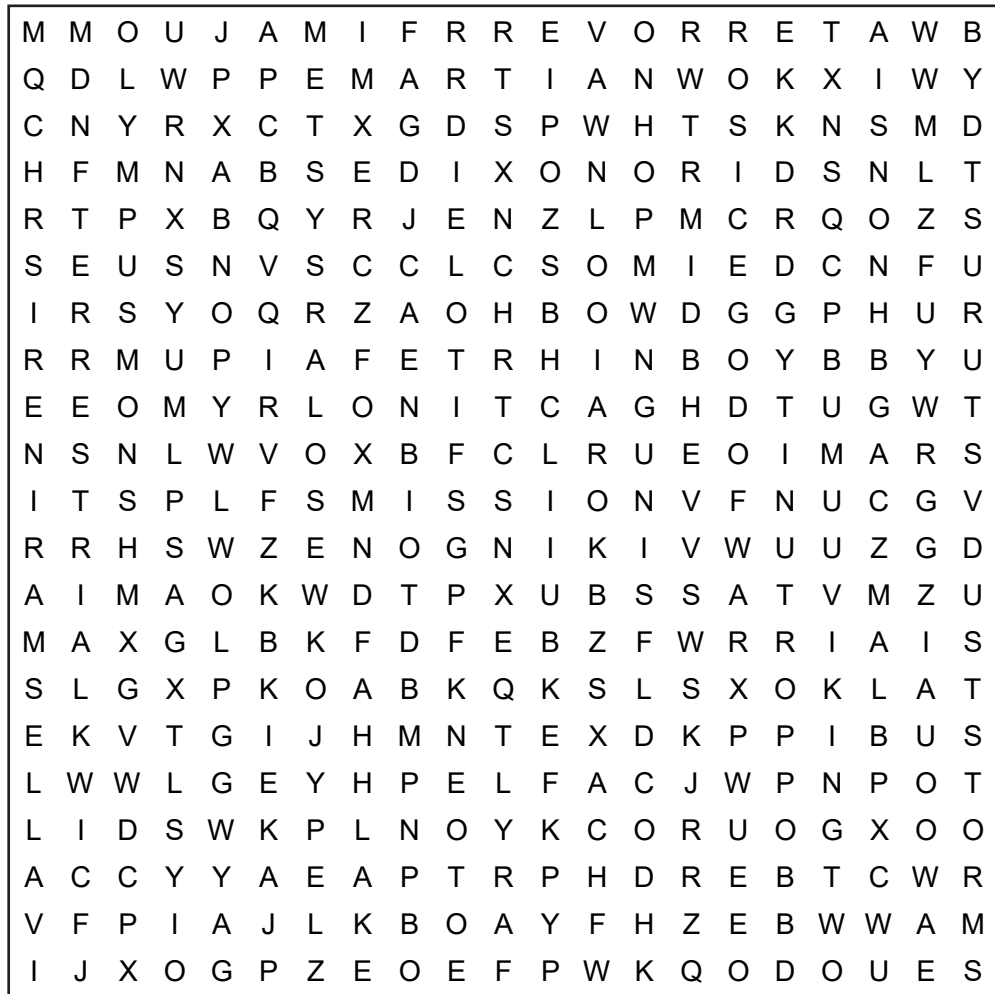 M M O U J A M I F R R E V O R R E T A W B
Q D L W P P E M A R T I A N W O K X I W Y
C N Y R X C T X G D S P W H T S K N S M D
H F M N A B S E D I X O N O R I D S N L T
R T P X B Q Y R J E N Z L P M C R Q O Z S
S E U S N V S C C L C S O M I E D C N F U
I R S Y O Q R Z A O H B O W D G G P H U R
R R M U P I A F E T R H I N B O Y B B Y U
E E O M Y R L O N I T C A G H D T U G W T
N S N L W V O X B F C L R U E O I M A R S
I T S P L F S M I S S I O N V F N U C G V
R R H S W Z E N O G N I K I V W U U Z G D
A I M A O K W D T P X U B S S A T V M Z U
M A X G L B K F D F E B Z F W R R I A I S
S L G X P K O A B K Q K S L S X O K L A T
E K V T G I J H M N T E X D K P P I B U S
L W W L G E Y H P E L F A C J W P N P O T
L I D S W K P L N O Y K C O R U O G X O O
A C C Y Y A E A P T R P H D R E B T C W R
V F P I A J L K B O A Y F H Z E B W W A M
I J X O G P Z E O E F P W K Q O D O U E S